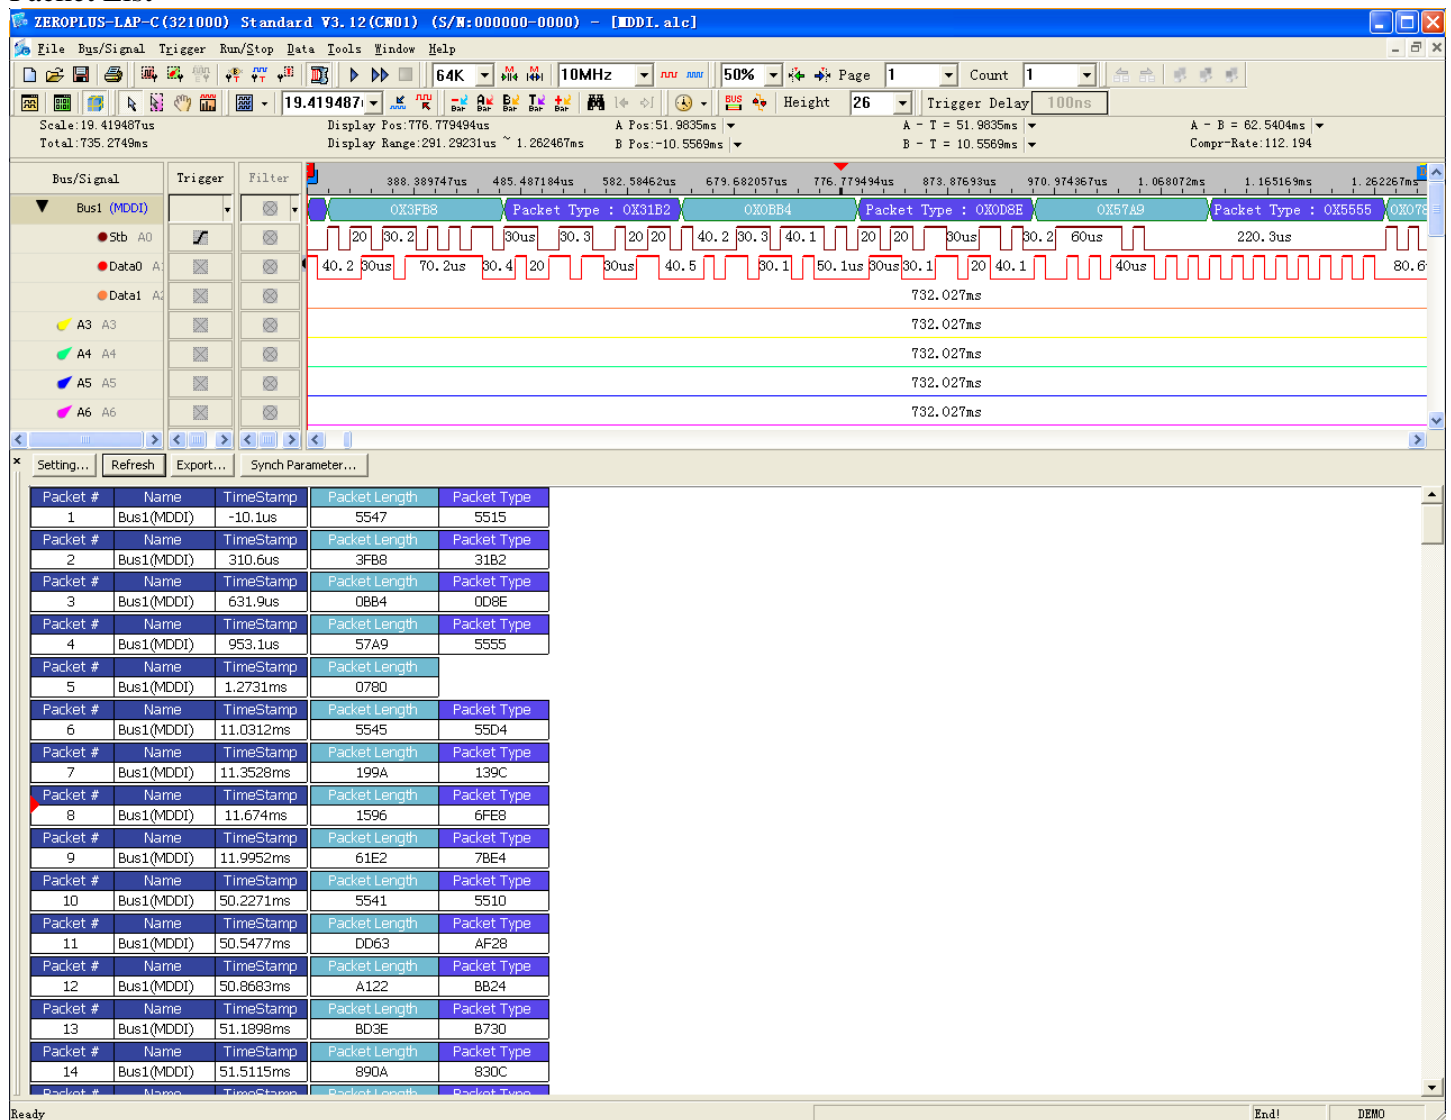 Packet List
ZEROPLUS-LAP-C(321000) Standard V3.12(CN01) (S/N:000000-0000) - [MDDI.alc]
File Bus/Signal Trigger Run/Stop Data Tools Window Help
64K 10MHz 50% Page 1 Count 1
19.419487 Bar Bar Bar Bar Bar BUS Height 26 Trigger Delay 100ns
Scale:19.419487us Display Pos:776.779494us A Pos:51.9835ms A - T = 51.9835ms A - B = 62.5404ms
Total:735.2749ms Display Range:291.29231us ~ 1.262467ms B Pos:-10.5569ms B - T = 10.5569ms Compr-Rate:112.194
Bus/Signal Trigger Filter 388.389747us 485.487184us 582.58462us 679.682057us 776.779494us 873.87693us 970.974367us 1.068072ms 1.165169ms 1.262267ms
Bus1 (MDDI) 0X3FB8 Packet Type : 0X31B2 0X0BB4 Packet Type : 0X0D8E 0X57A9 Packet Type : 0X5555 0X078
Stb A0 20 30.2 30us 30.3 20 20 40.2 30.3 40.1 20 20 30us 30.2 60us 220.3us
Data0 A 40.2 30us 70.2us 30.4 20 30us 40.5 30.1 50.1us 30us 30.1 20 40.1 40us 80.6
Data1 A2 732.027ms
A3 A3 732.027ms
A4 A4 732.027ms
A5 A5 732.027ms
A6 A6 732.027ms
Setting... Refresh Export... Synch Parameter...
Packet # Name TimeStamp Packet Length Packet Type
1 Bus1(MDDI) -10.1us 5547 5515
Packet # Name TimeStamp Packet Length Packet Type
2 Bus1(MDDI) 310.6us 3FB8 31B2
Packet # Name TimeStamp Packet Length Packet Type
3 Bus1(MDDI) 631.9us 0BB4 0D8E
Packet # Name TimeStamp Packet Length Packet Type
4 Bus1(MDDI) 953.1us 57A9 5555
Packet # Name TimeStamp Packet Length
5 Bus1(MDDI) 1.2731ms 0780
Packet # Name TimeStamp Packet Length Packet Type
6 Bus1(MDDI) 11.0312ms 5545 55D4
Packet # Name TimeStamp Packet Length Packet Type
7 Bus1(MDDI) 11.3528ms 199A 139C
Packet # Name TimeStamp Packet Length Packet Type
8 Bus1(MDDI) 11.674ms 1596 6FE8
Packet # Name TimeStamp Packet Length Packet Type
9 Bus1(MDDI) 11.9952ms 61E2 7BE4
Packet # Name TimeStamp Packet Length Packet Type
10 Bus1(MDDI) 50.2271ms 5541 5510
Packet # Name TimeStamp Packet Length Packet Type
11 Bus1(MDDI) 50.5477ms DD63 AF28
Packet # Name TimeStamp Packet Length Packet Type
12 Bus1(MDDI) 50.8683ms A122 BB24
Packet # Name TimeStamp Packet Length Packet Type
13 Bus1(MDDI) 51.1898ms BD3E B730
Packet # Name TimeStamp Packet Length Packet Type
14 Bus1(MDDI) 51.5115ms 890A 830C
Packet # Name TimeStamp Packet Length Packet Type
Ready End! DEMO